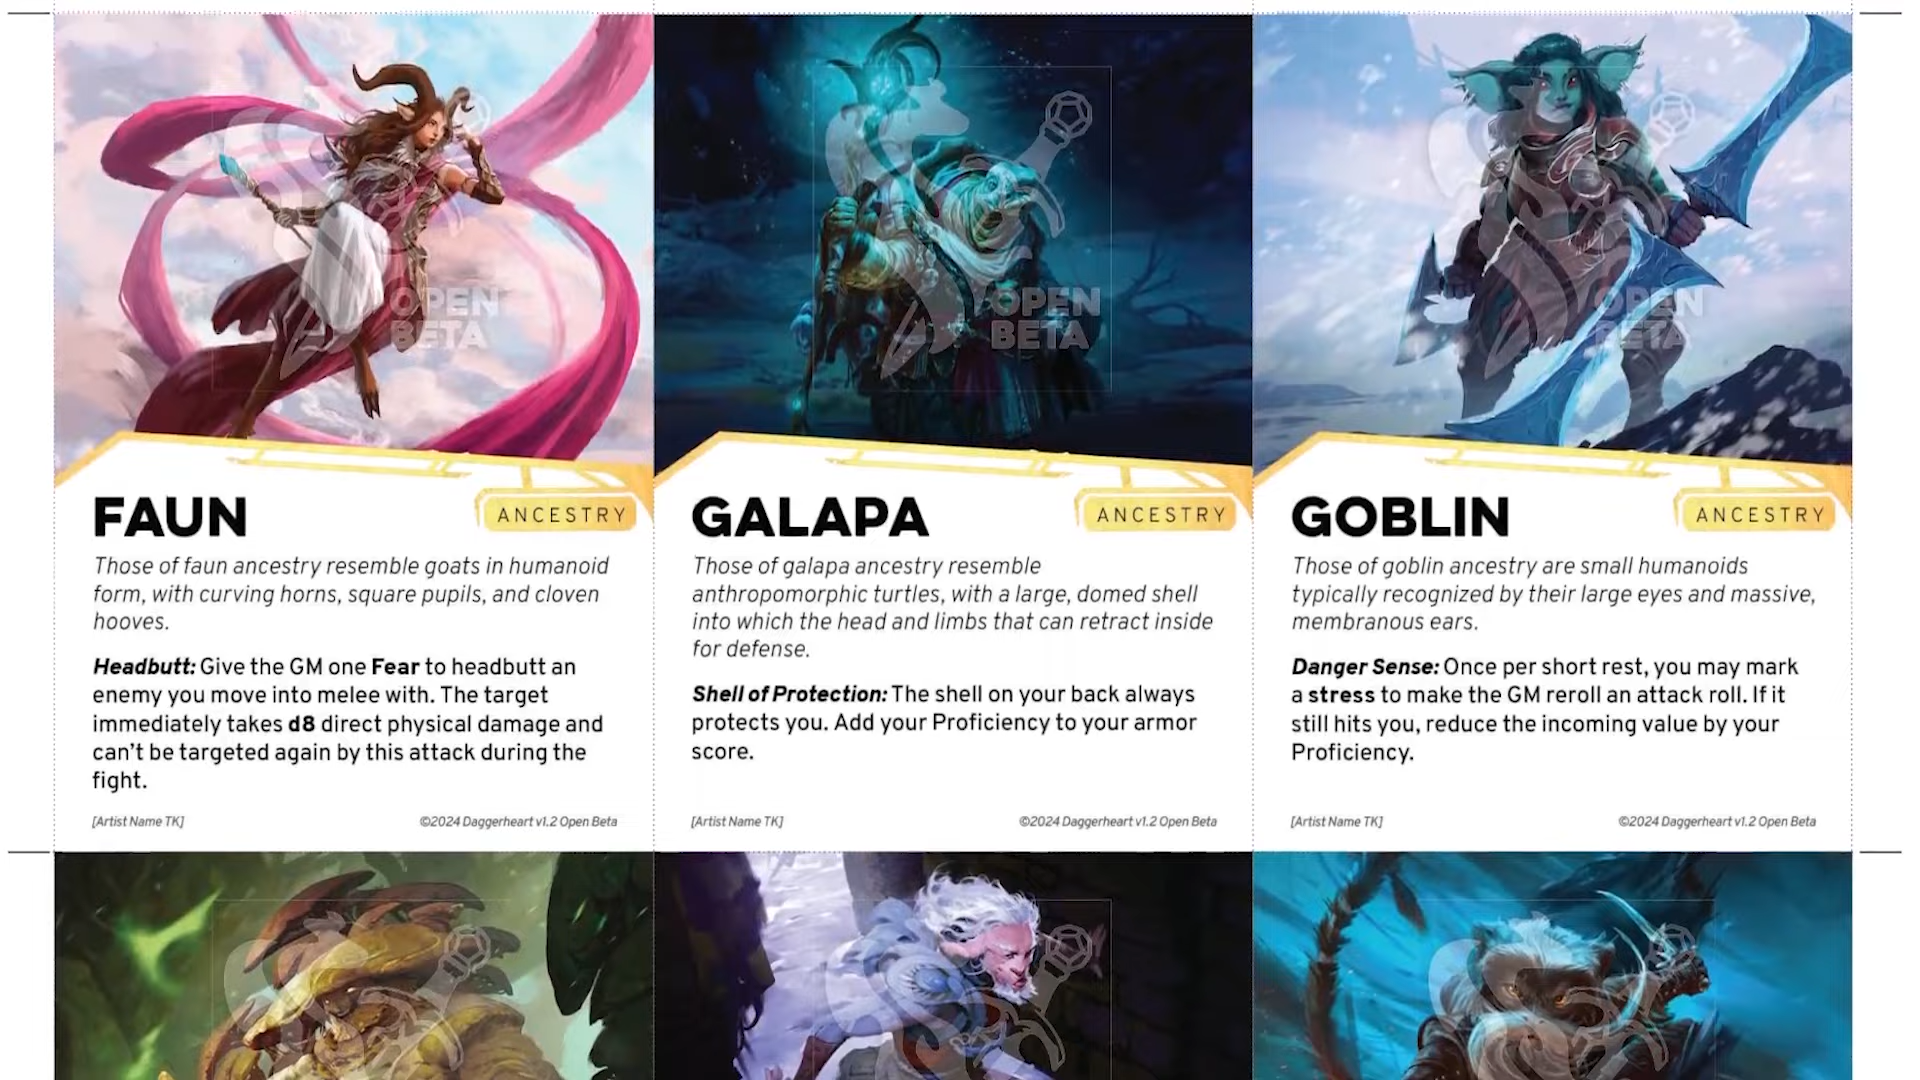 OPEN
BETA
OPEN
BETA
OPEN
BETA
FAUN
ANCESTRY
Those of faun ancestry resemble goats in humanoid
form, with curving horns, square pupils, and cloven
hooves.
Headbutt: Give the GM one Fear to headbutt an
enemy you move into melee with. The target
immediately takes d8 direct physical damage and
can't be targeted again by this attack during the
fight.
[Artist Name TK]
©2024 Daggerheart v1.2 Open Beta
GALAPA
ANCESTRY
Those of galapa ancestry resemble
anthropomorphic turtles, with a large, domed shell
into which the head and limbs that can retract inside
for defense.
Shell of Protection: The shell on your back always
protects you. Add your Proficiency to your armor
score.
[Artist Name TK]
©2024 Daggerheart v1.2 Open Beta
GOBLIN
ANCESTRY
Those of goblin ancestry are small humanoids
typically recognized by their large eyes and massive,
membranous ears.
Danger Sense: Once per short rest, you may mark
a stress to make the GM reroll an attack roll. If it
still hits you, reduce the incoming value by your
Proficiency.
[Artist Name TK]
©2024 Daggerheart v1.2 Open Beta